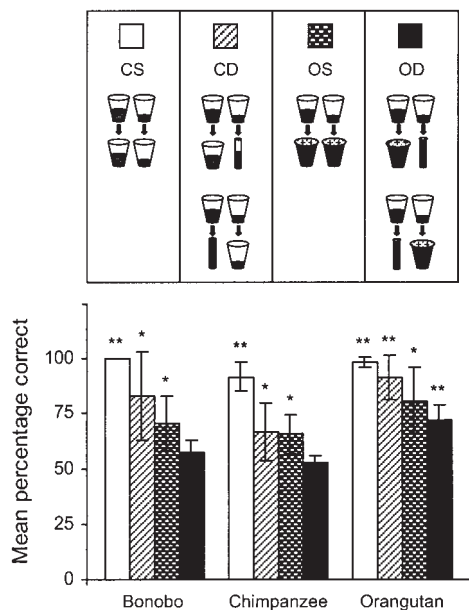 CS CD OS OD
** * *
** * *
** ** * **
Mean percentage correct
100
75
50
25
0
Bonobo Chimpanzee Orangutan